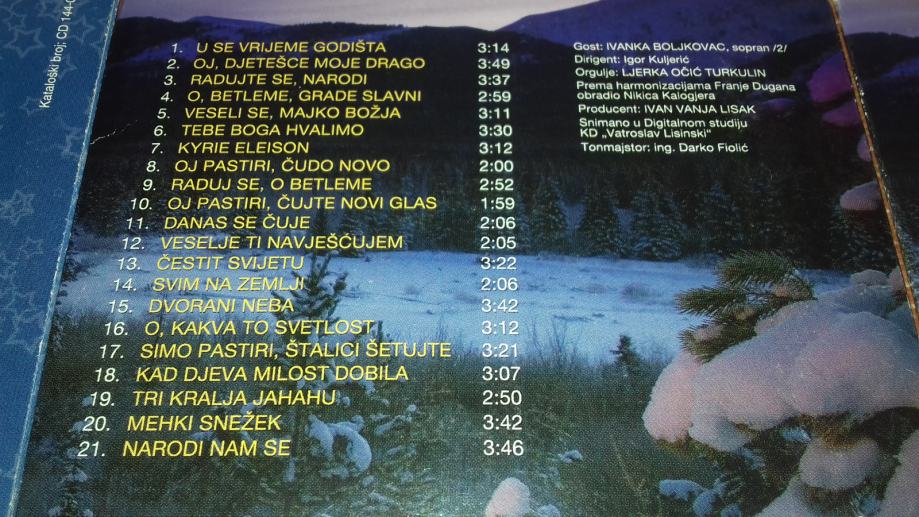 Kataloški broj: CD 144-
1. U SE VRIJEME GODIŠTA 3:14
2. OJ, DJETEŠCE MOJE DRAGO 3:49
3. RADUJTE SE, NARODI 3:37
4. O, BETLEME, GRADE SLAVNI 2:59
5. VESELI SE, MAJKO BOŽJA 3:11
6. TEBE BOGA HVALIMO 3:30
7. KYRIE ELEISON 3:12
8. OJ PASTIRI, ČUDO NOVO 2:00
9. RADUJ SE, O BETLEME 2:52
10. OJ PASTIRI, ČUJTE NOVI GLAS 1:59
11. DANAS SE ČUJE 2:06
12. VESELJE TI NAVJEŠĆUJEM 2:05
13. ČESTIT SVIJETU 3:22
14. SVIM NA ZEMLJI 2:06
15. DVORANI NEBA 3:42
16. O, KAKVA TO SVETLOST 3:12
17. SIMO PASTIRI, ŠTALICI ŠETUJTE 3:21
18. KAD DJEVA MILOST DOBILA 3:07
19. TRI KRALJA JAHAHU 2:50
20. MEHKI SNEŽEK 3:42
21. NARODI NAM SE 3:46
Gost: IVANKA BOLJKOVAC, sopran /2/
Dirigent: Igor Kuljerić
Orgulje: LJERKA OČIĆ TURKULIN
Prema harmonizacijama Franje Dugana
obradio Nikica Kalogjera
Producent: IVAN VANJA LISAK
Snimano u Digitalnom studiju
KD „Vatroslav Lisinski"
Tonmajstor: ing. Darko Fiolić